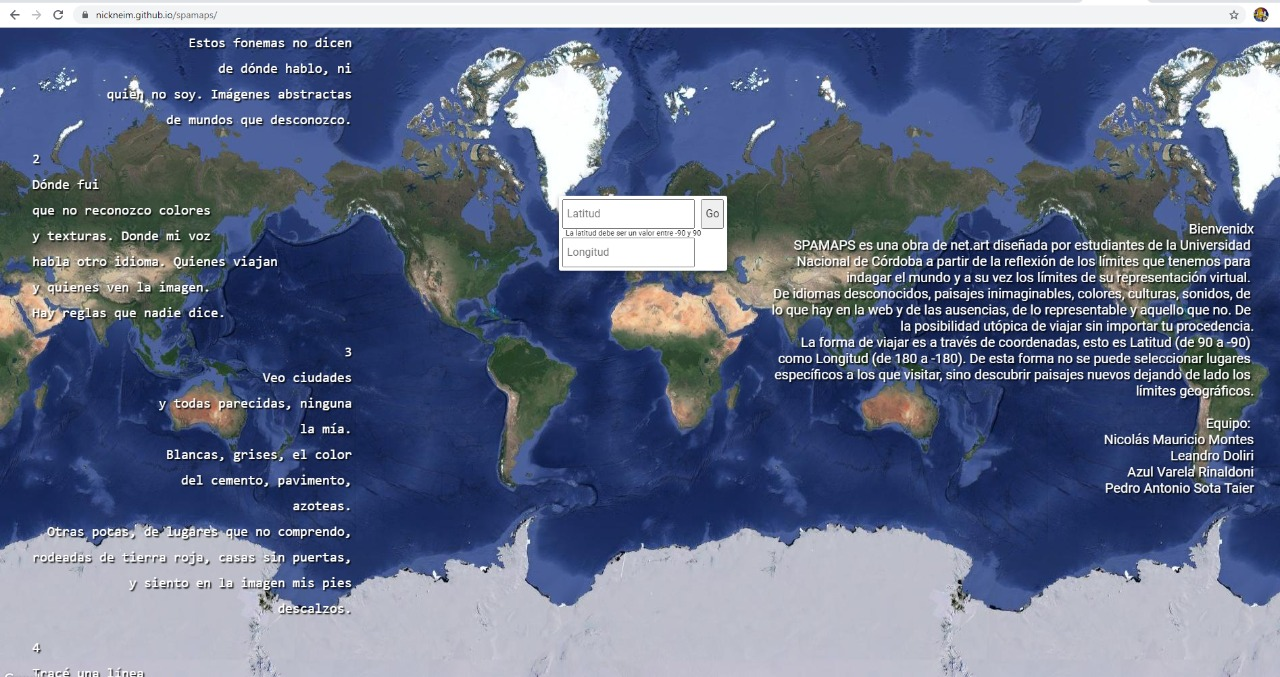 nickneim.github.io/spamaps/
Estos fonemas no dicen
de dónde hablo, ni
quién no soy. Imágenes abstractas
de mundos que desconozco.
2
Dónde fui
que no reconozco colores
y texturas. Donde mi voz
habla otro idioma. Quienes viajan
y quienes ven la imagen.
Hay reglas que nadie dice.
3
Veo ciudades
y todas parecidas, ninguna
la mía.
Blancas, grises, el color
del cemento, pavimento,
azoteas.
Otras pocas, de lugares que no comprendo,
rodeadas de tierra roja, casas sin puertas,
y siento en la imagen mis pies
descalzos.
4
Tracé una línea
Latitud
Go
La latitud debe ser un valor entre -90 y 90
Longitud
Bienvenidx
SPAMAPS es una obra de net.art diseñada por estudiantes de la Universidad
Nacional de Córdoba a partir de la reflexión de los límites que tenemos para
indagar el mundo y a su vez los límites de su representación virtual.
De idiomas desconocidos, paisajes inimaginables, colores, culturas, sonidos, de
lo que hay en la web y de las ausencias, de lo representable y aquello que no. De
la posibilidad utópica de viajar sin importar tu procedencia.
La forma de viajar es a través de coordenadas, esto es Latitud (de 90 a -90)
como Longitud (de 180 a -180). De esta forma no se puede seleccionar lugares
específicos a los que visitar, sino descubrir paisajes nuevos dejando de lado los
límites geográficos.
Equipo:
Nicolás Mauricio Montes
Leandro Doliri
Azul Varela Rinaldoni
Pedro Antonio Sota Taier